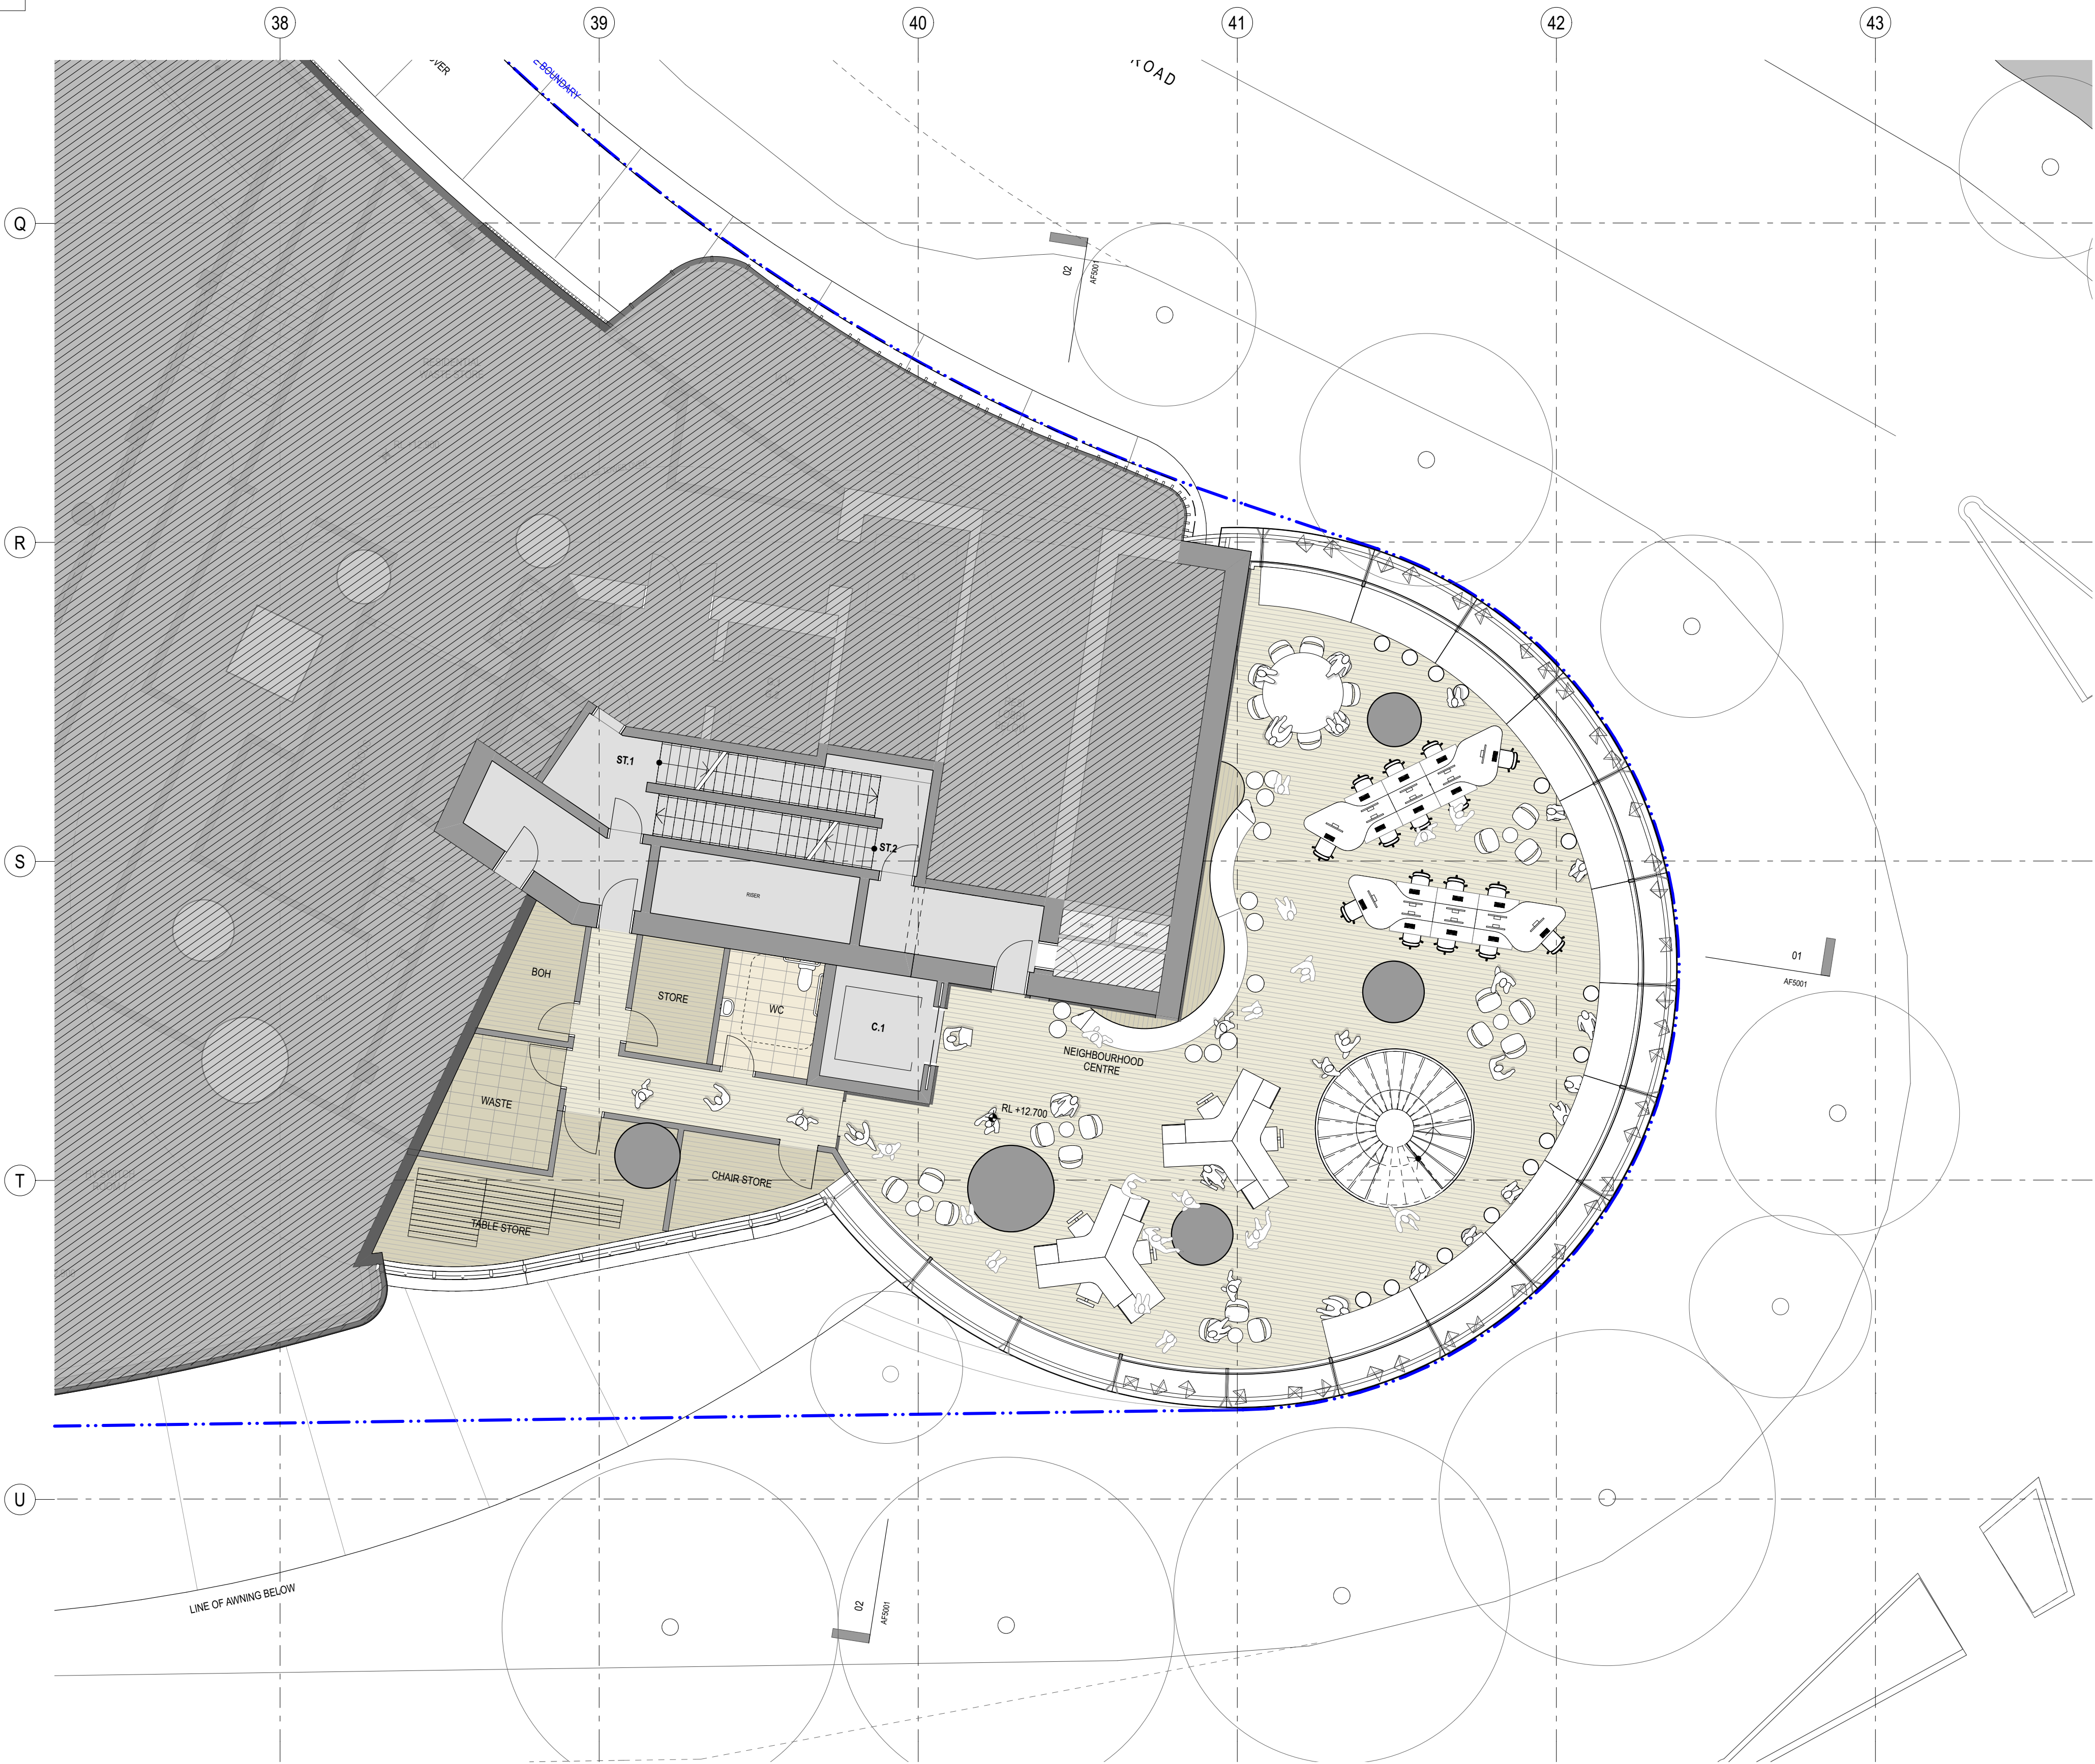 38
39
40
41
42
43
ROAD
Q
02
AF5001
R
ST.1
ST.2
S
RISER
BOH
STORE
WC
C.1
01
AF5001
NEIGHBOURHOOD
CENTRE
WASTE
RL +12.700
CHAIR STORE
T
TABLE STORE
U
LINE OF AWNING BELOW
02
AF5001